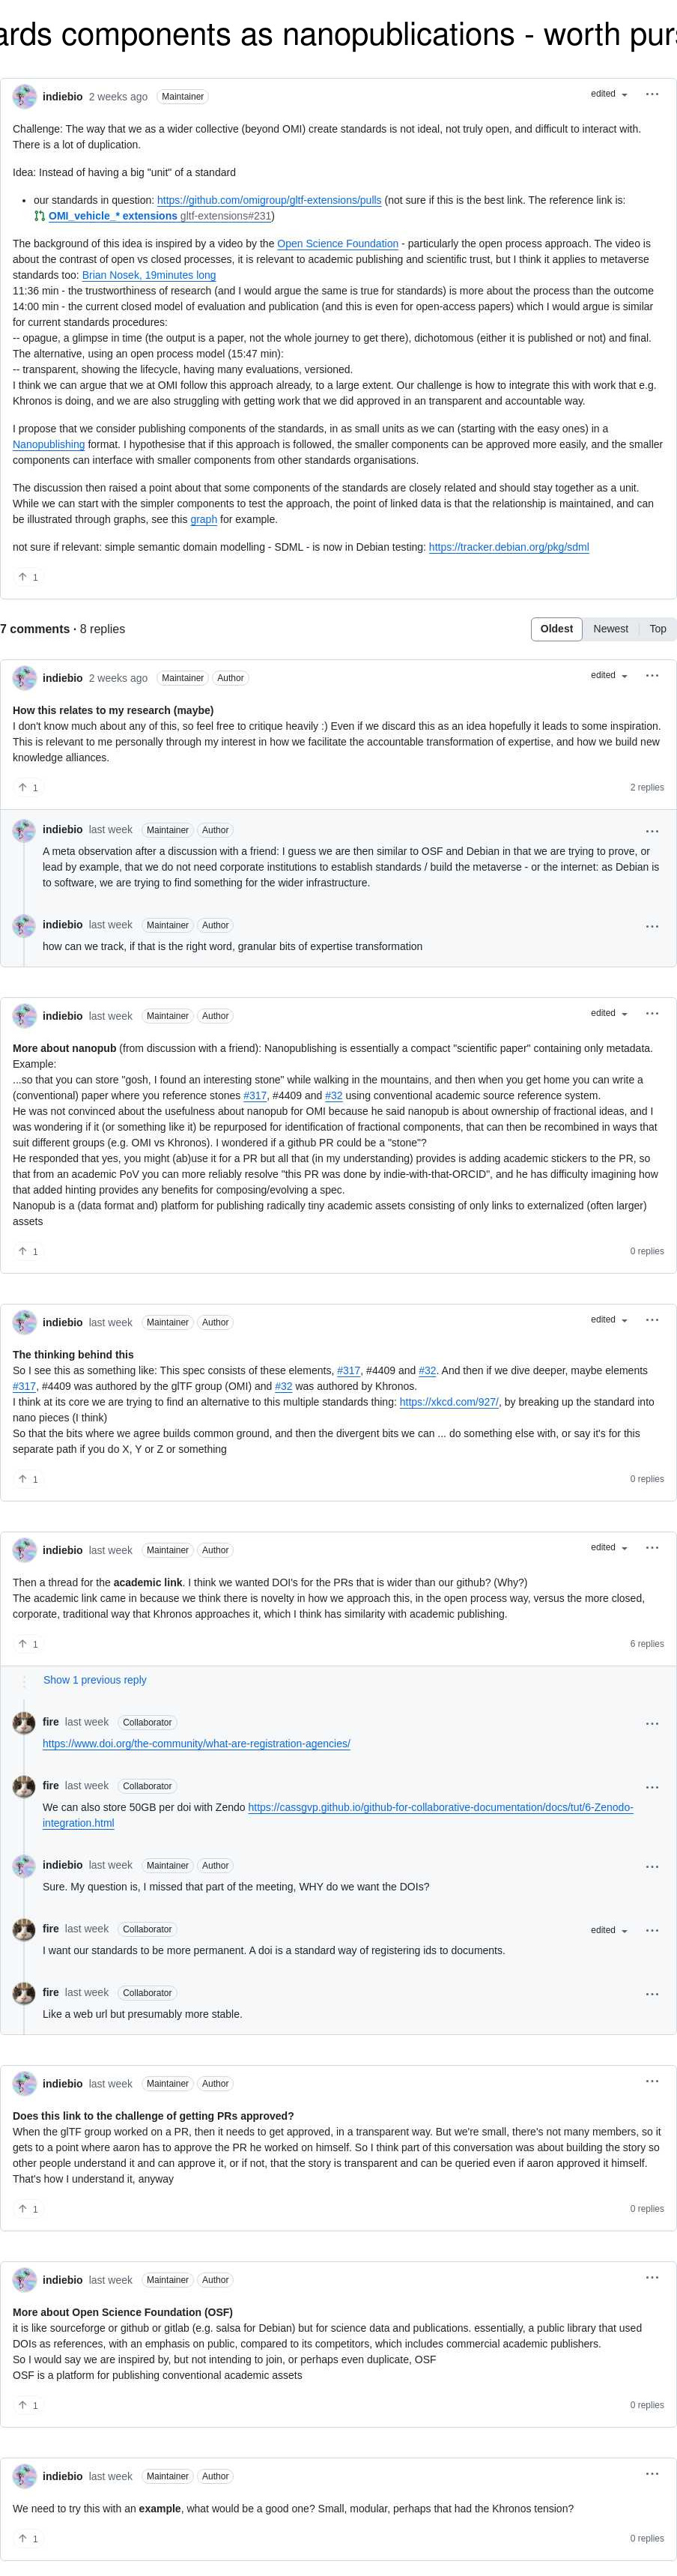 ards components as nanopublications - worth purs
indiebio 2 weeks ago Maintainer edited
Challenge: The way that we as a wider collective (beyond OMI) create standards is not ideal, not truly open, and difficult to interact with.
There is a lot of duplication.
Idea: Instead of having a big "unit" of a standard
• our standards in question: https://github.com/omigroup/gltf-extensions/pulls (not sure if this is the best link. The reference link is:
OMI_vehicle_* extensions gltf-extensions#231)
The background of this idea is inspired by a video by the Open Science Foundation - particularly the open process approach. The video is
about the contrast of open vs closed processes, it is relevant to academic publishing and scientific trust, but I think it applies to metaverse
standards too: Brian Nosek, 19minutes long
11:36 min - the trustworthiness of research (and I would argue the same is true for standards) is more about the process than the outcome
14:00 min - the current closed model of evaluation and publication (and this is even for open-access papers) which I would argue is similar
for current standards procedures:
-- opague, a glimpse in time (the output is a paper, not the whole journey to get there), dichotomous (either it is published or not) and final.
The alternative, using an open process model (15:47 min):
-- transparent, showing the lifecycle, having many evaluations, versioned.
I think we can argue that we at OMI follow this approach already, to a large extent. Our challenge is how to integrate this with work that e.g.
Khronos is doing, and we are also struggling with getting work that we did approved in an transparent and accountable way.
I propose that we consider publishing components of the standards, in as small units as we can (starting with the easy ones) in a
Nanopublishing format. I hypothesise that if this approach is followed, the smaller components can be approved more easily, and the smaller
components can interface with smaller components from other standards organisations.
The discussion then raised a point about that some components of the standards are closely related and should stay together as a unit.
While we can start with the simpler components to test the approach, the point of linked data is that the relationship is maintained, and can
be illustrated through graphs, see this graph for example.
not sure if relevant: simple semantic domain modelling - SDML - is now in Debian testing: https://tracker.debian.org/pkg/sdml
↑ 1
7 comments · 8 replies Oldest Newest Top
indiebio 2 weeks ago Maintainer Author edited
How this relates to my research (maybe)
I don't know much about any of this, so feel free to critique heavily :) Even if we discard this as an idea hopefully it leads to some inspiration.
This is relevant to me personally through my interest in how we facilitate the accountable transformation of expertise, and how we build new
knowledge alliances.
↑ 1 2 replies
indiebio last week Maintainer Author
A meta observation after a discussion with a friend: I guess we are then similar to OSF and Debian in that we are trying to prove, or
lead by example, that we do not need corporate institutions to establish standards / build the metaverse - or the internet: as Debian is
to software, we are trying to find something for the wider infrastructure.
indiebio last week Maintainer Author
how can we track, if that is the right word, granular bits of expertise transformation
indiebio last week Maintainer Author edited
More about nanopub (from discussion with a friend): Nanopublishing is essentially a compact "scientific paper" containing only metadata.
Example:
...so that you can store "gosh, I found an interesting stone" while walking in the mountains, and then when you get home you can write a
(conventional) paper where you reference stones #317, #4409 and #32 using conventional academic source reference system.
He was not convinced about the usefulness about nanopub for OMI because he said nanopub is about ownership of fractional ideas, and I
was wondering if it (or something like it) be repurposed for identification of fractional components, that can then be recombined in ways that
suit different groups (e.g. OMI vs Khronos). I wondered if a github PR could be a "stone"?
He responded that yes, you might (ab)use it for a PR but all that (in my understanding) provides is adding academic stickers to the PR, so
that from an academic PoV you can more reliably resolve "this PR was done by indie-with-that-ORCID", and he has difficulty imagining how
that added hinting provides any benefits for composing/evolving a spec.
Nanopub is a (data format and) platform for publishing radically tiny academic assets consisting of only links to externalized (often larger)
assets
↑ 1 0 replies
indiebio last week Maintainer Author edited
The thinking behind this
So I see this as something like: This spec consists of these elements, #317, #4409 and #32. And then if we dive deeper, maybe elements
#317, #4409 was authored by the glTF group (OMI) and #32 was authored by Khronos.
I think at its core we are trying to find an alternative to this multiple standards thing: https://xkcd.com/927/, by breaking up the standard into
nano pieces (I think)
So that the bits where we agree builds common ground, and then the divergent bits we can ... do something else with, or say it's for this
separate path if you do X, Y or Z or something
↑ 1 0 replies
indiebio last week Maintainer Author edited
Then a thread for the academic link. I think we wanted DOI's for the PRs that is wider than our github? (Why?)
The academic link came in because we think there is novelty in how we approach this, in the open process way, versus the more closed,
corporate, traditional way that Khronos approaches it, which I think has similarity with academic publishing.
↑ 1 6 replies
Show 1 previous reply
fire last week Collaborator
https://www.doi.org/the-community/what-are-registration-agencies/
fire last week Collaborator
We can also store 50GB per doi with Zendo https://cassgvp.github.io/github-for-collaborative-documentation/docs/tut/6-Zenodo-
integration.html
indiebio last week Maintainer Author
Sure. My question is, I missed that part of the meeting, WHY do we want the DOIs?
fire last week Collaborator edited
I want our standards to be more permanent. A doi is a standard way of registering ids to documents.
fire last week Collaborator
Like a web url but presumably more stable.
indiebio last week Maintainer Author
Does this link to the challenge of getting PRs approved?
When the glTF group worked on a PR, then it needs to get approved, in a transparent way. But we're small, there's not many members, so it
gets to a point where aaron has to approve the PR he worked on himself. So I think part of this conversation was about building the story so
other people understand it and can approve it, or if not, that the story is transparent and can be queried even if aaron approved it himself.
That's how I understand it, anyway
↑ 1 0 replies
indiebio last week Maintainer Author
More about Open Science Foundation (OSF)
it is like sourceforge or github or gitlab (e.g. salsa for Debian) but for science data and publications. essentially, a public library that used
DOIs as references, with an emphasis on public, compared to its competitors, which includes commercial academic publishers.
So I would say we are inspired by, but not intending to join, or perhaps even duplicate, OSF
OSF is a platform for publishing conventional academic assets
↑ 1 0 replies
indiebio last week Maintainer Author
We need to try this with an example, what would be a good one? Small, modular, perhaps that had the Khronos tension?
↑ 1 0 replies